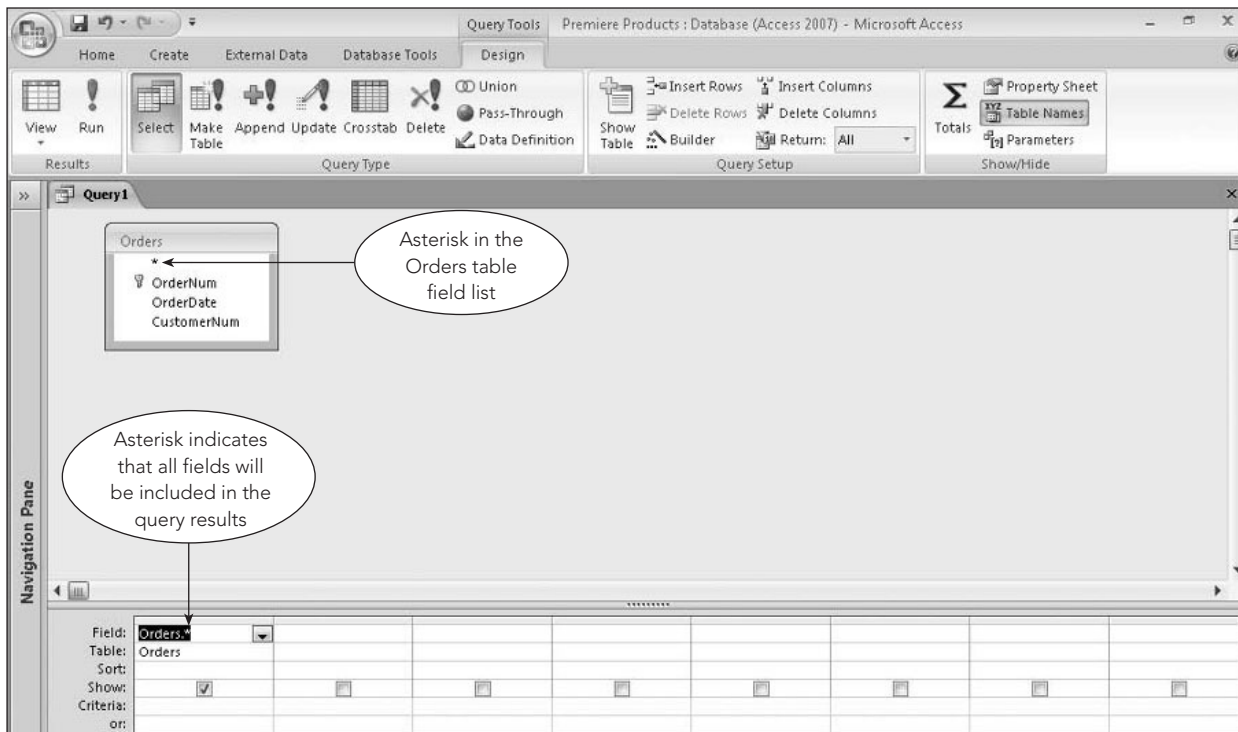 Query Tools
Premiere Products : Database (Access 2007) - Microsoft Access
Home Create External Data Database Tools Design
View
Run
Results
Select
Make Table
Append
Update
Crosstab
Delete
Union
Pass-Through
Data Definition
Query Type
Show Table
Insert Rows
Delete Rows
Builder
Insert Columns
Delete Columns
Return: All
Query Setup
Σ
Totals
Property Sheet
XYZ
Table Names
[?] Parameters
Show/Hide
»
Query1
Orders
*
OrderNum
OrderDate
CustomerNum
Asterisk in the
Orders table
field list
Asterisk indicates
that all fields will
be included in the
query results
Navigation Pane
Field: Orders.*
Table: Orders
Sort:
Show:
Criteria:
or: